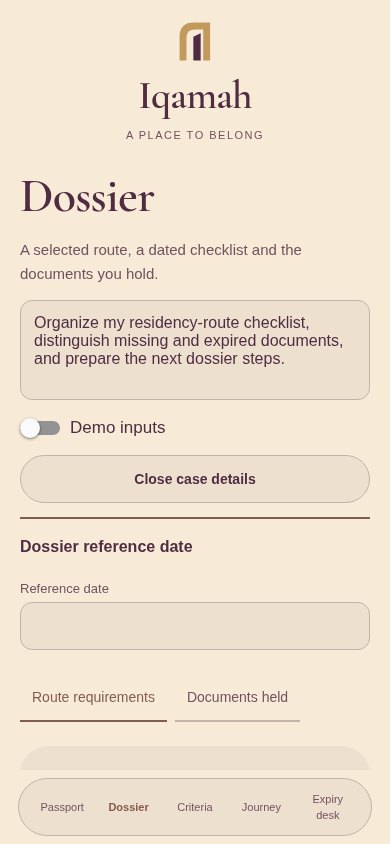 Iqamah
A PLACE TO BELONG
Dossier
A selected route, a dated checklist and the
documents you hold.
Organize my residency-route checklist,
distinguish missing and expired documents,
and prepare the next dossier steps.
Demo inputs
Close case details
Dossier reference date
Reference date
Route requirements
Documents held
Passport
Dossier
Criteria
Journey
Expiry
desk